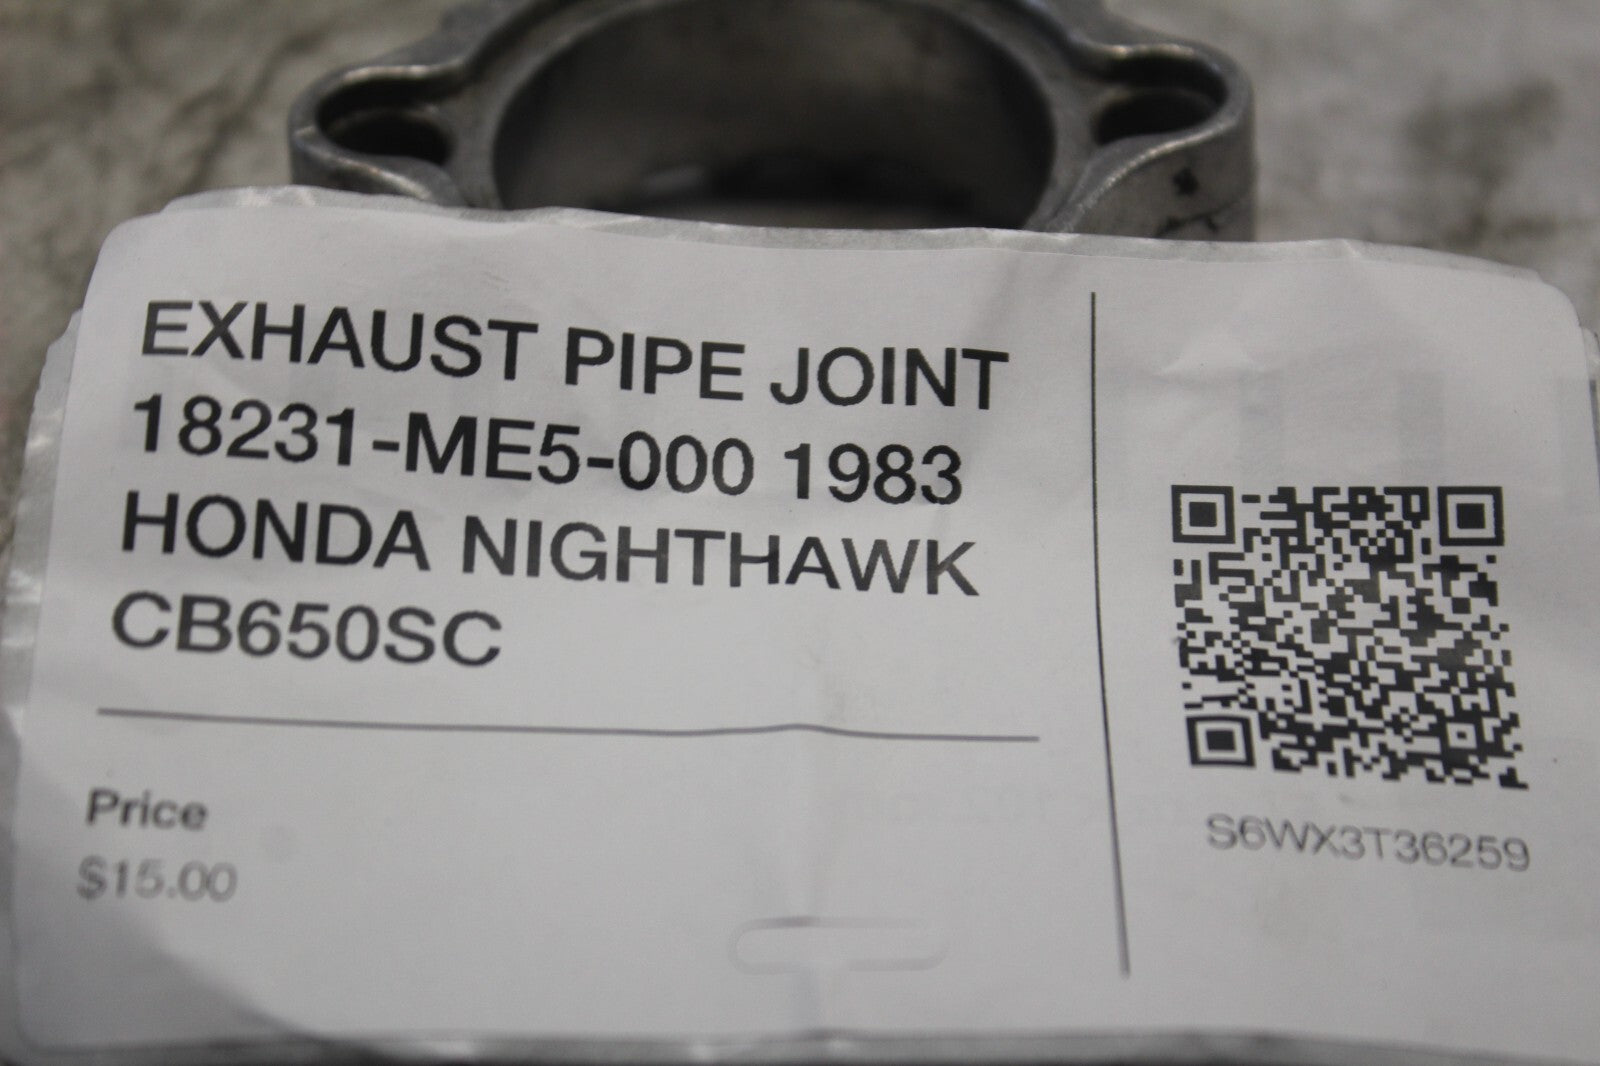 EXHAUST PIPE JOINT
18231-ME5-000 1983
HONDA NIGHTHAWK
CB650SC
Price
$15.00
S6WX3T36259